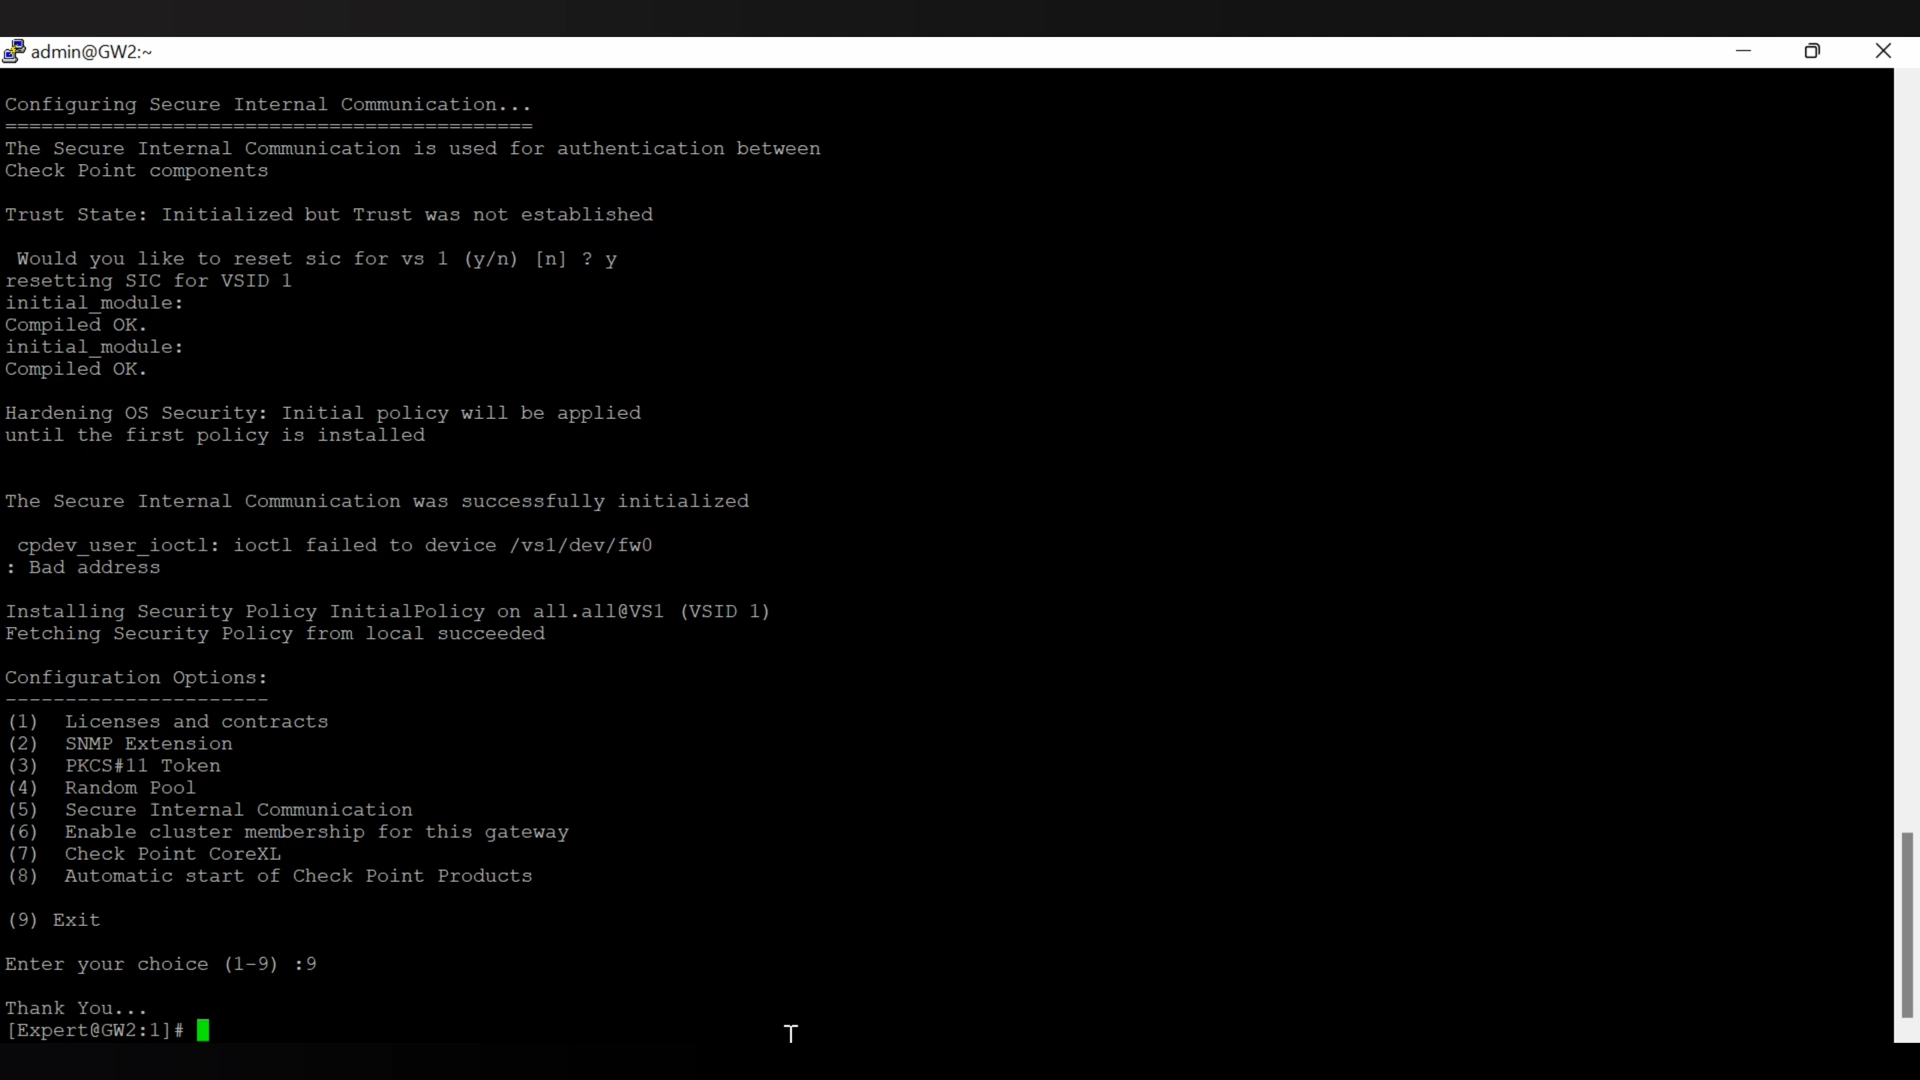 admin@GW2:~
Configuring Secure Internal Communication...
============================================
The Secure Internal Communication is used for authentication between
Check Point components
Trust State: Initialized but Trust was not established
Would you like to reset sic for vs 1 (y/n) [n] ? y
resetting SIC for VSID 1
initial_module:
Compiled OK.
initial_module:
Compiled OK.
Hardening OS Security: Initial policy will be applied
until the first policy is installed
The Secure Internal Communication was successfully initialized
cpdev_user_ioctl: ioctl failed to device /vs1/dev/fw0
: Bad address
Installing Security Policy InitialPolicy on all.all@VS1 (VSID 1)
Fetching Security Policy from local succeeded
Configuration Options:
----------------------
(1) Licenses and contracts
(2) SNMP Extension
(3) PKCS#11 Token
(4) Random Pool
(5) Secure Internal Communication
(6) Enable cluster membership for this gateway
(7) Check Point CoreXL
(8) Automatic start of Check Point Products
(9) Exit
Enter your choice (1-9) :9
Thank You...
[Expert@GW2:1]#